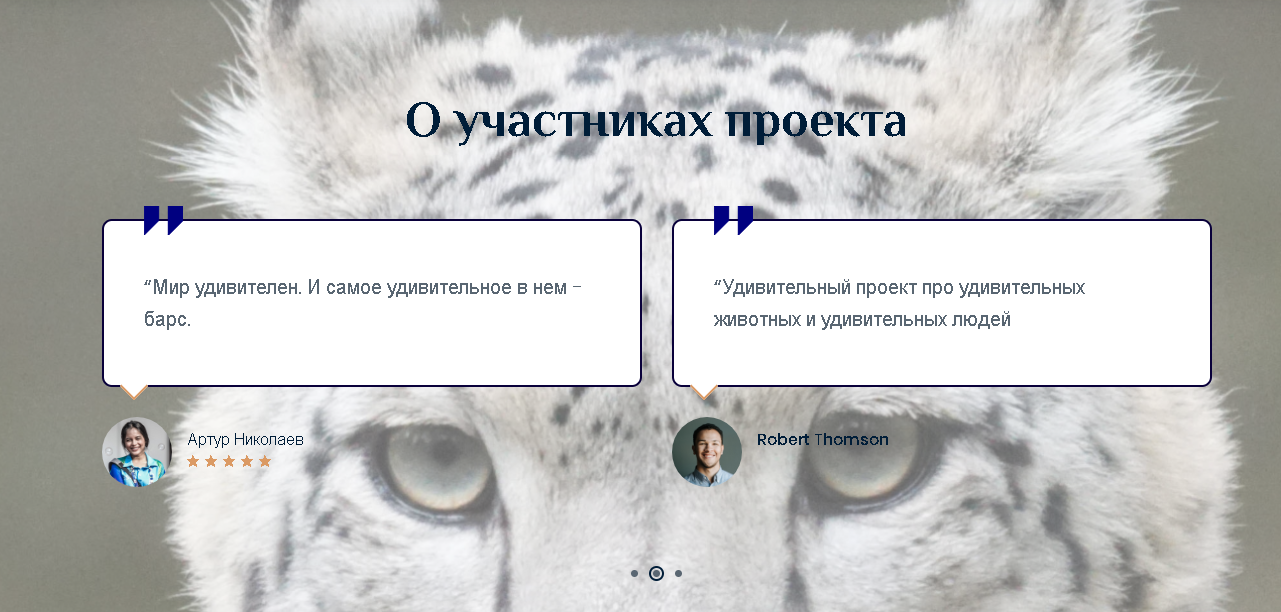 О участниках проекта
“Мир удивителен. И самое удивительное в нем –
барс.
“Удивительный проект про удивительных
животных и удивительных людей
Артур Николаев
Robert Thomson